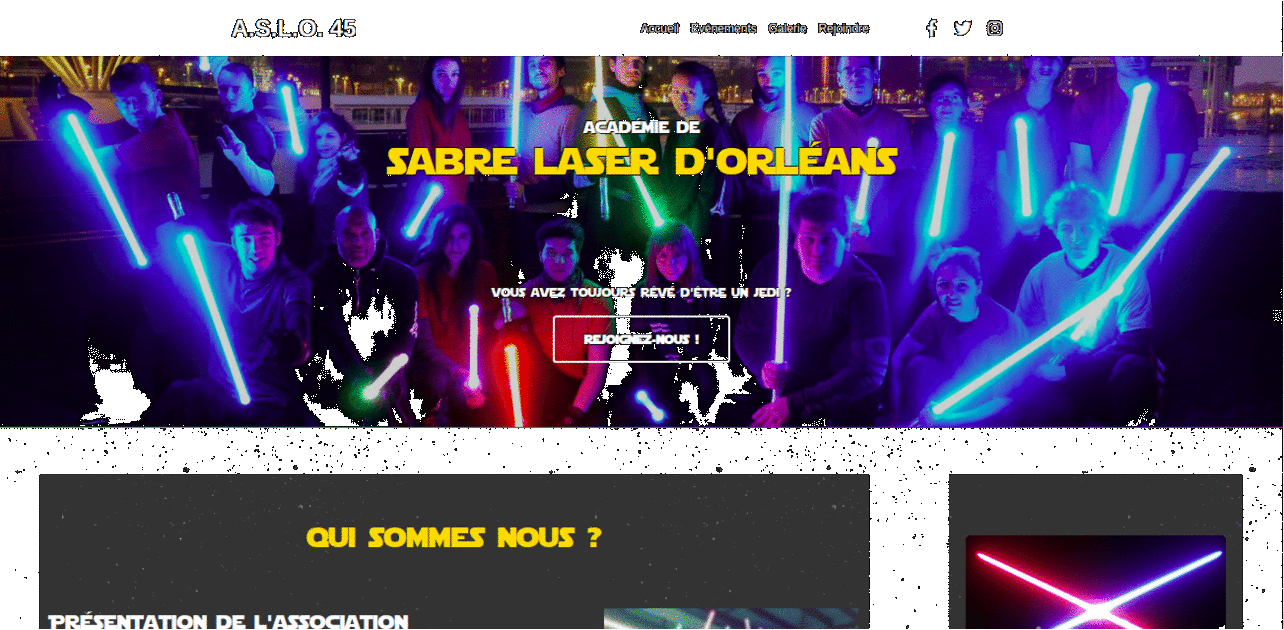 A.S.L.O. 45
Accueil Evénements Galerie Rejoindre
ACADÉMIE DE
SABRE LASER D'ORLÉANS
VOUS AVEZ TOUJOURS RÊVÉ D'ÊTRE UN JEDI ?
REJOIGNEZ-NOUS !
QUI SOMMES NOUS ?
PRÉSENTATION DE L'ASSOCIATION